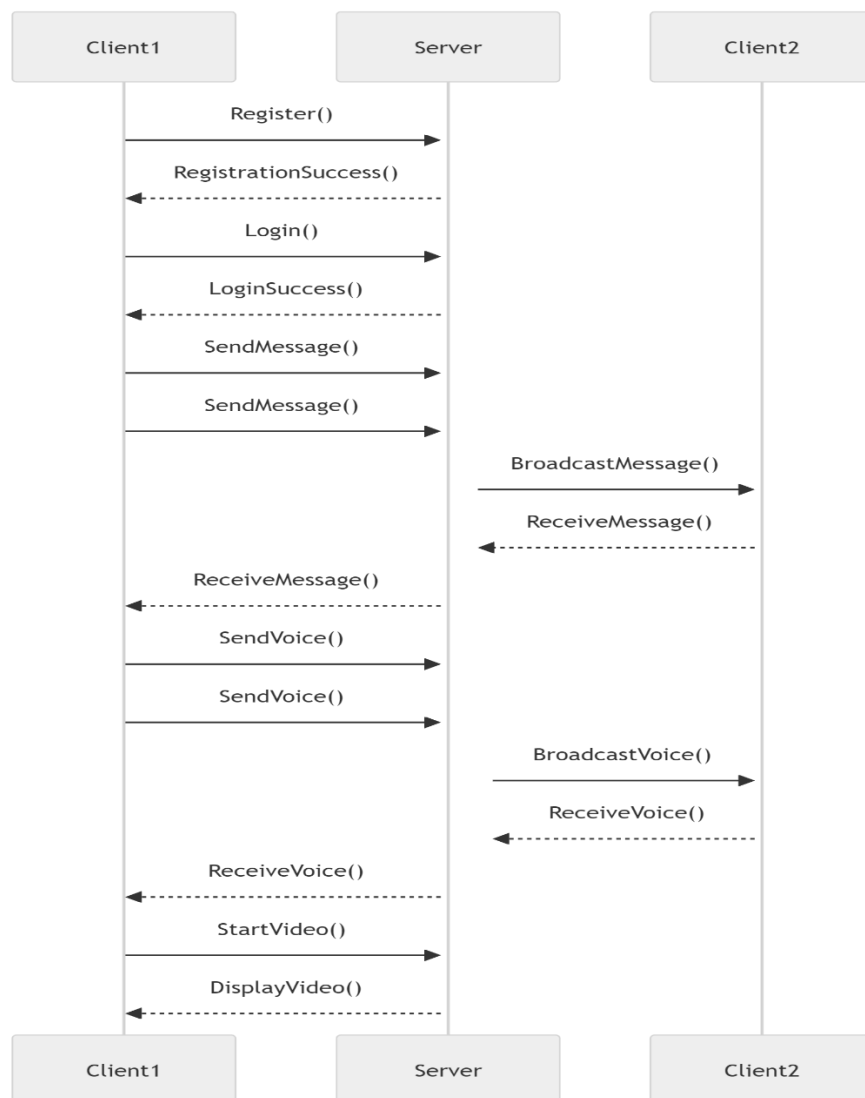 Client1 Server Client2
Register()
RegistrationSuccess()
Login()
LoginSuccess()
SendMessage()
SendMessage()
BroadcastMessage()
ReceiveMessage()
ReceiveMessage()
SendVoice()
SendVoice()
BroadcastVoice()
ReceiveVoice()
ReceiveVoice()
StartVideo()
DisplayVideo()
Client1 Server Client2